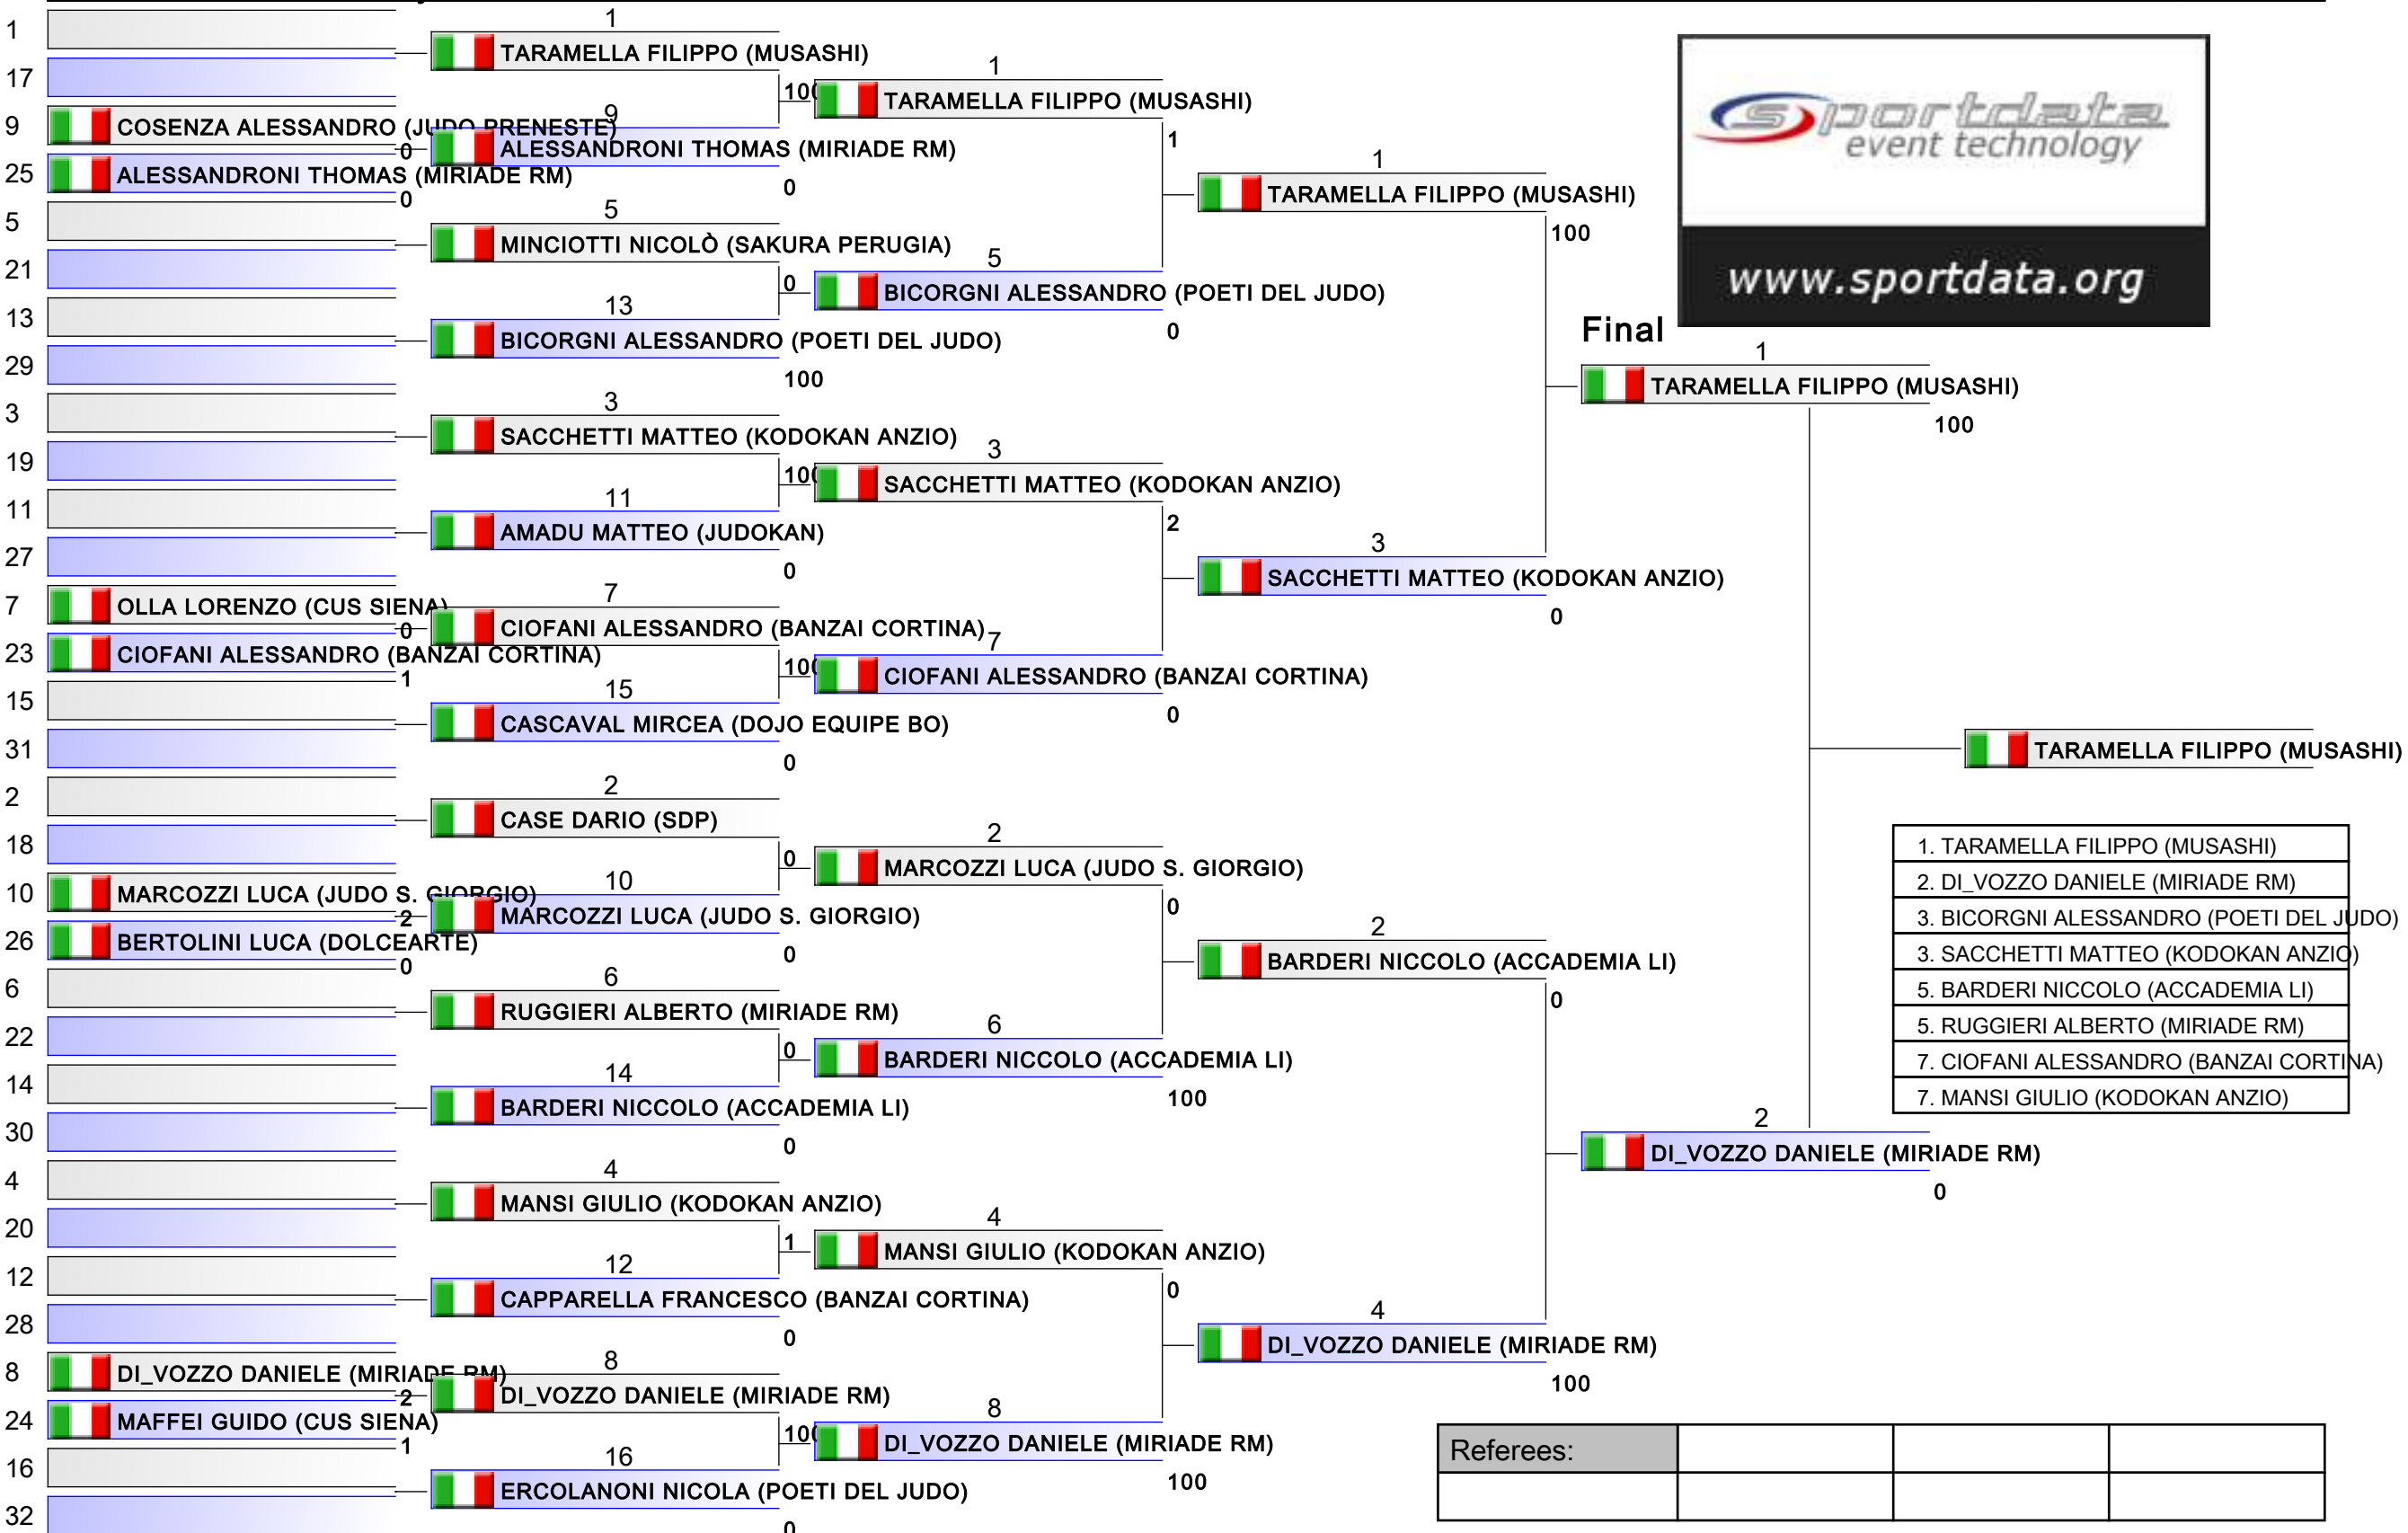 1
17
9 COSENZA ALESSANDRO (JUDO PRENESTE)
0
25 ALESSANDRONI THOMAS (MIRIADE RM)
0
5
21
13
29
3
19
11
27
7 OLLA LORENZO (CUS SIENA)
0
23 CIOFANI ALESSANDRO (BANZAI CORTINA)
1
15
31
2
18
10 MARCOZZI LUCA (JUDO S. GIORGIO)
2
26 BERTOLINI LUCA (DOLCEARTE)
0
6
22
14
30
4
20
12
28
8 DI_VOZZO DANIELE (MIRIADE RM)
2
24 MAFFEI GUIDO (CUS SIENA)
1
16
32
1
TARAMELLA FILIPPO (MUSASHI)
100
9
ALESSANDRONI THOMAS (MIRIADE RM)
0
5
MINCIOTTI NICOLÒ (SAKURA PERUGIA)
0
13
BICORGNI ALESSANDRO (POETI DEL JUDO)
100
3
SACCHETTI MATTEO (KODOKAN ANZIO)
100
11
AMADU MATTEO (JUDOKAN)
0
7
CIOFANI ALESSANDRO (BANZAI CORTINA)
100
15
CASCAVAL MIRCEA (DOJO EQUIPE BO)
0
2
CASE DARIO (SDP)
0
10
MARCOZZI LUCA (JUDO S. GIORGIO)
0
6
RUGGIERI ALBERTO (MIRIADE RM)
0
14
BARDERI NICCOLO (ACCADEMIA LI)
0
4
MANSI GIULIO (KODOKAN ANZIO)
1
12
CAPPARELLA FRANCESCO (BANZAI CORTINA)
0
8
DI_VOZZO DANIELE (MIRIADE RM)
100
16
ERCOLANONI NICOLA (POETI DEL JUDO)
0
1
TARAMELLA FILIPPO (MUSASHI)
1
5
BICORGNI ALESSANDRO (POETI DEL JUDO)
0
3
SACCHETTI MATTEO (KODOKAN ANZIO)
2
7
CIOFANI ALESSANDRO (BANZAI CORTINA)
0
2
MARCOZZI LUCA (JUDO S. GIORGIO)
0
6
BARDERI NICCOLO (ACCADEMIA LI)
100
4
MANSI GIULIO (KODOKAN ANZIO)
0
8
DI_VOZZO DANIELE (MIRIADE RM)
100
1
TARAMELLA FILIPPO (MUSASHI)
100
3
SACCHETTI MATTEO (KODOKAN ANZIO)
0
2
BARDERI NICCOLO (ACCADEMIA LI)
0
4
DI_VOZZO DANIELE (MIRIADE RM)
100
sportdata
event technology
www.sportdata.org
Final
1
TARAMELLA FILIPPO (MUSASHI)
100
2
DI_VOZZO DANIELE (MIRIADE RM)
0
TARAMELLA FILIPPO (MUSASHI)
1. TARAMELLA FILIPPO (MUSASHI)
2. DI_VOZZO DANIELE (MIRIADE RM)
3. BICORGNI ALESSANDRO (POETI DEL JUDO)
3. SACCHETTI MATTEO (KODOKAN ANZIO)
5. BARDERI NICCOLO (ACCADEMIA LI)
5. RUGGIERI ALBERTO (MIRIADE RM)
7. CIOFANI ALESSANDRO (BANZAI CORTINA)
7. MANSI GIULIO (KODOKAN ANZIO)
Referees: